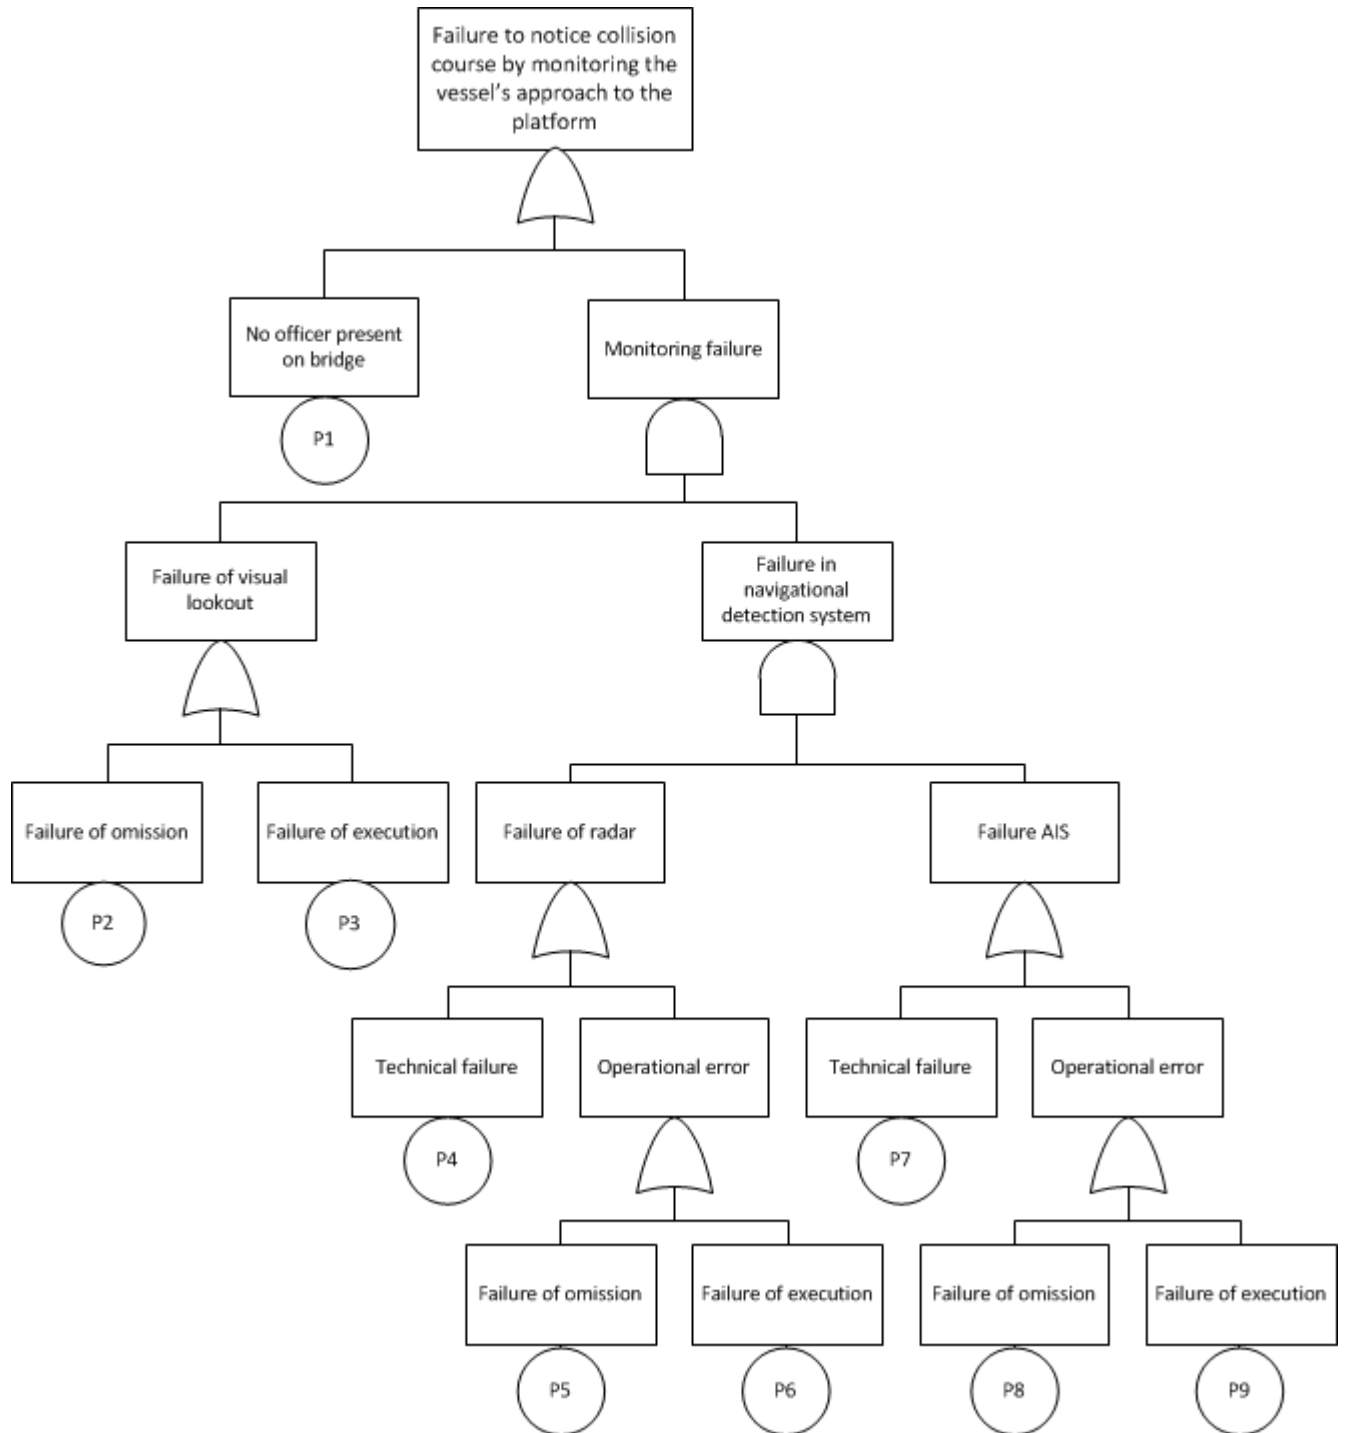 Failure to notice collision
course by monitoring the
vessel's approach to the
platform
No officer present
on bridge
Monitoring failure
P1
Failure of visual
lookout
Failure in
navigational
detection system
Failure of omission
Failure of execution
Failure of radar
Failure AIS
P2
P3
Technical failure
Operational error
Technical failure
Operational error
P4
P7
Failure of omission
Failure of execution
Failure of omission
Failure of execution
P5
P6
P8
P9